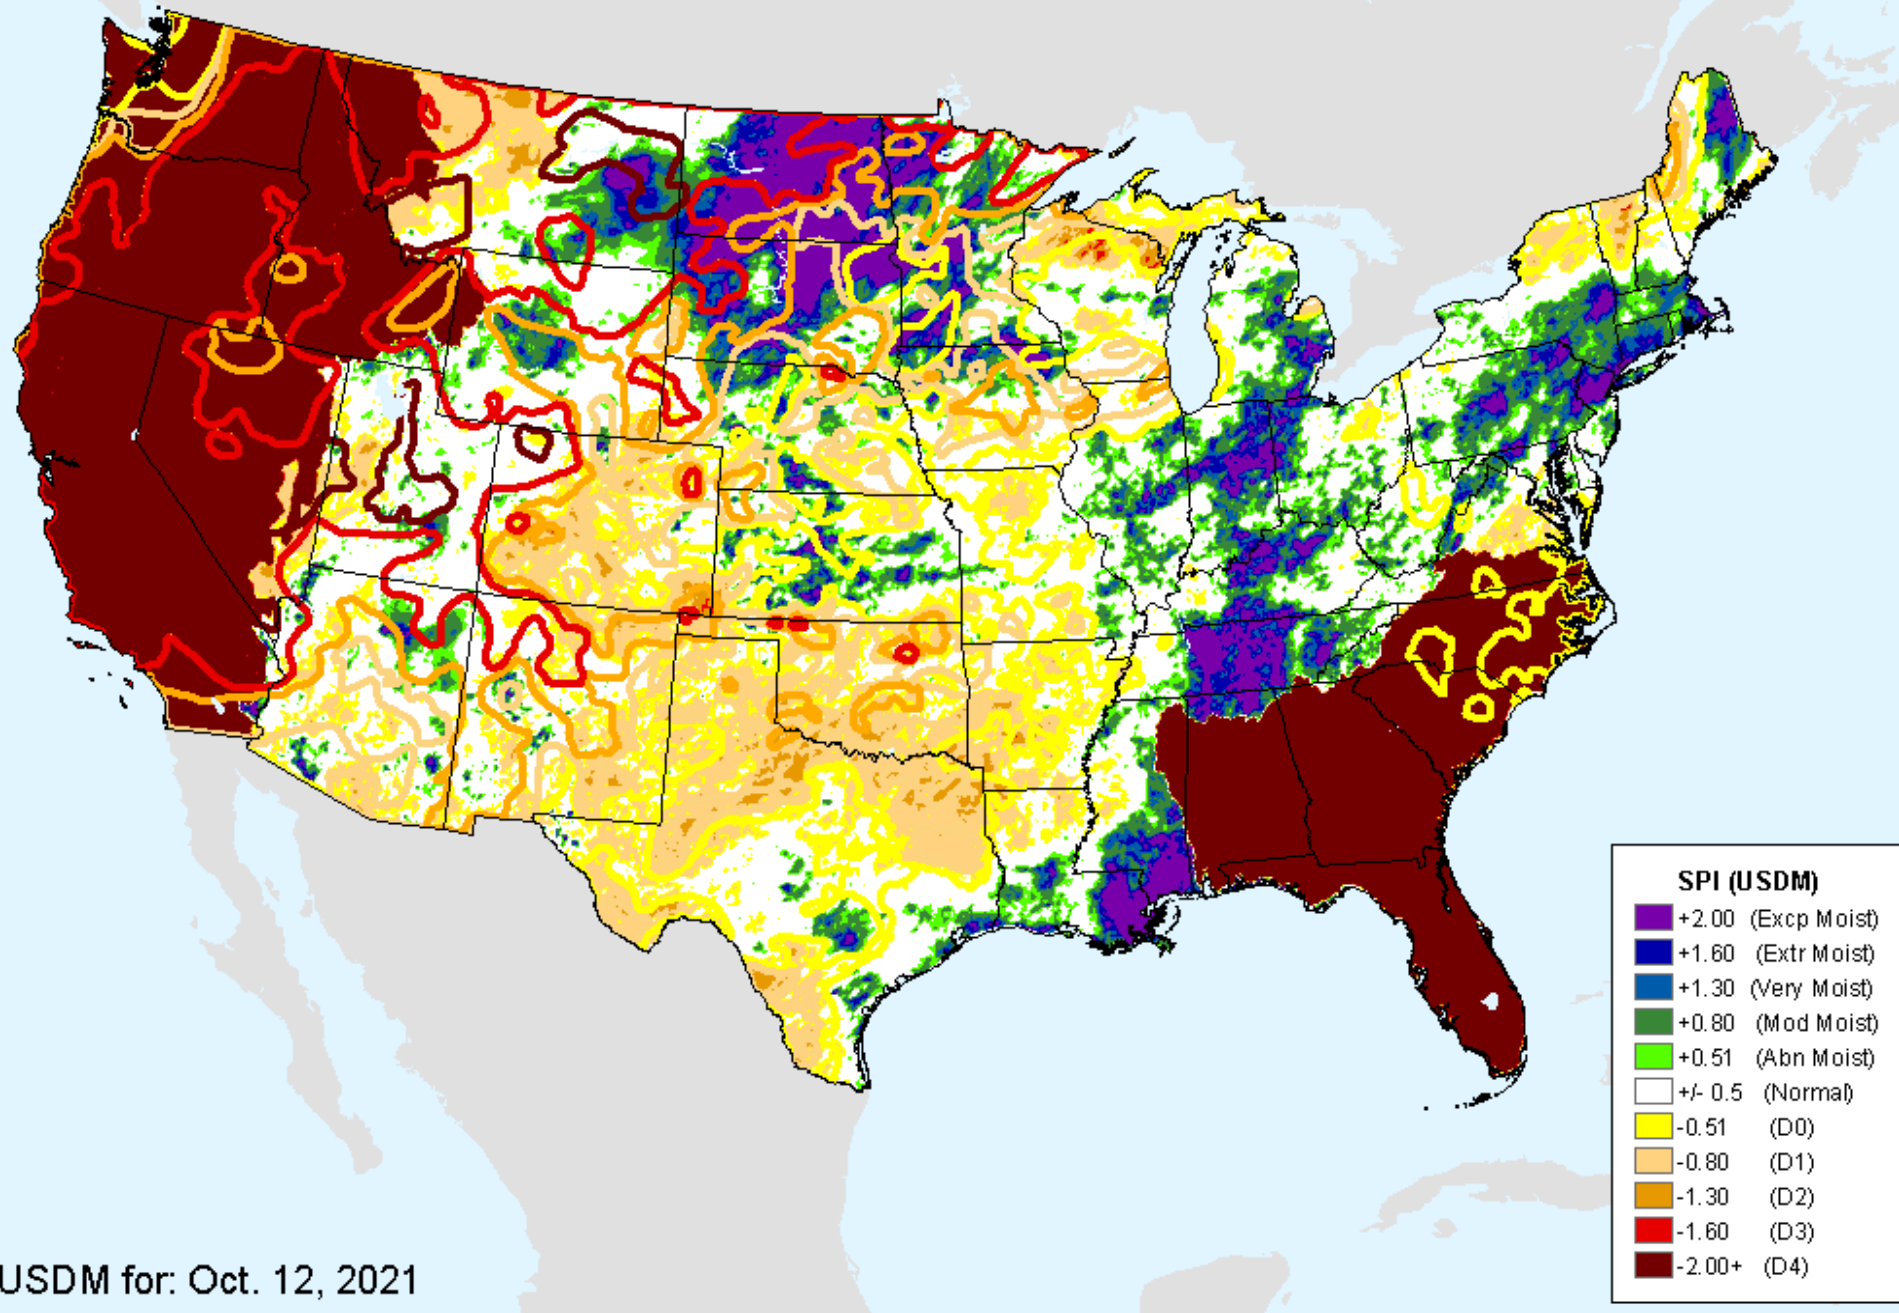 SPI (USDM)
+2.00 (Excp Moist)
+1.60 (Extr Moist)
+1.30 (Very Moist)
+0.80 (Mod Moist)
+0.51 (Abn Moist)
+/- 0.5 (Normal)
-0.51 (D0)
-0.80 (D1)
-1.30 (D2)
-1.60 (D3)
-2.00+ (D4)
USDM for: Oct. 12, 2021